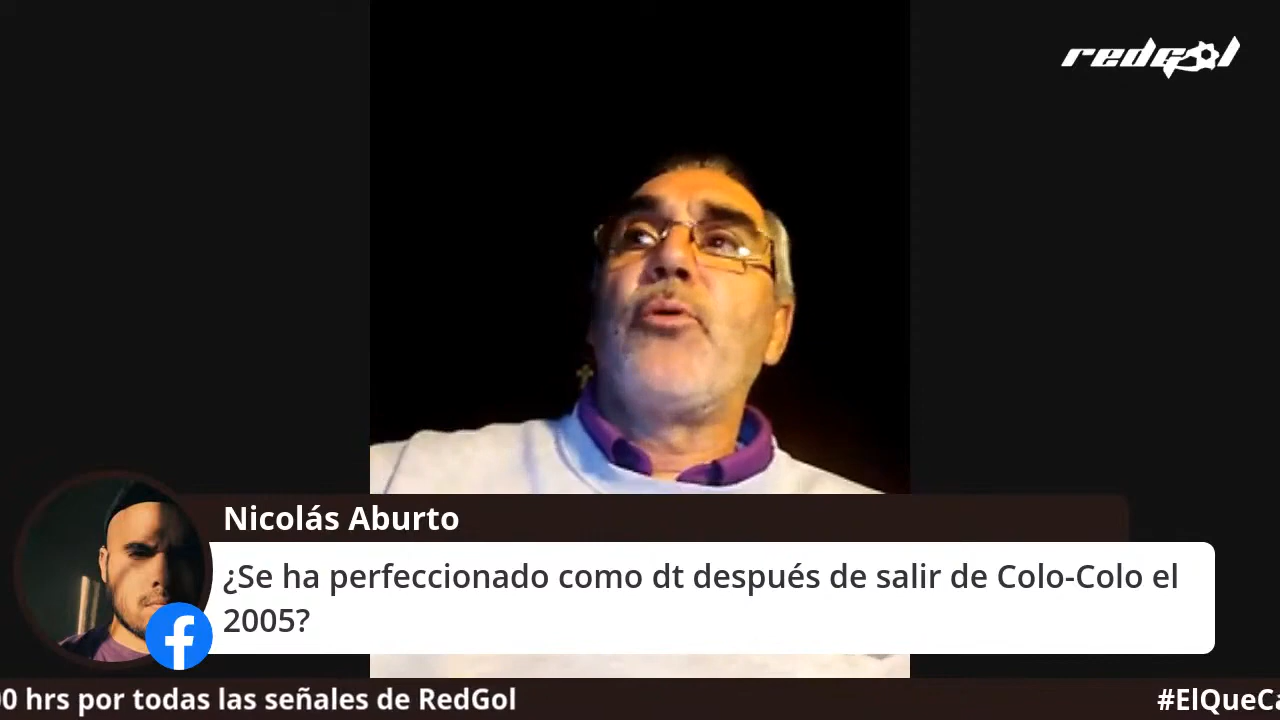 redgol
Nicolás Aburto
¿Se ha perfeccionado como dt después de salir de Colo-Colo el
2005?
0 hrs por todas las señales de RedGol
#ElQueCa